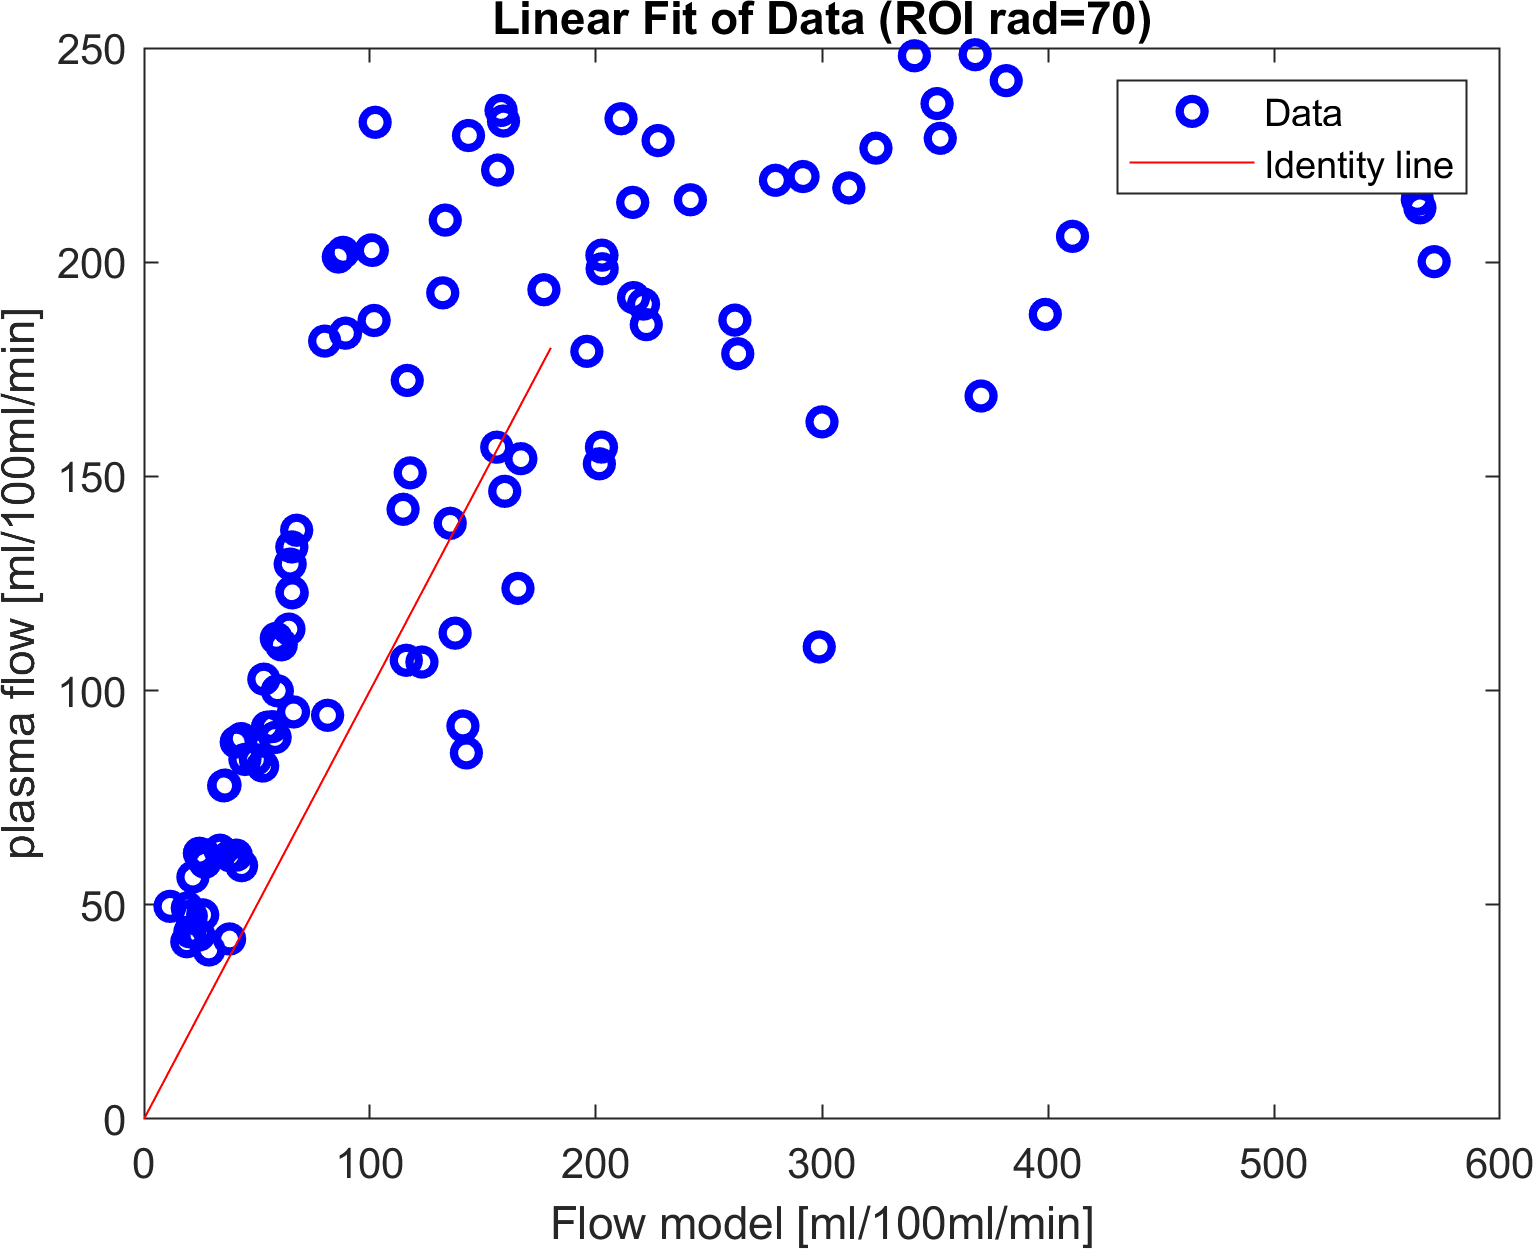 Linear Fit of Data (ROI rad=70)
250
200
150
100
50
0
plasma flow [ml/100ml/min]
Data
Identity line
0 100 200 300 400 500 600
Flow model [ml/100ml/min]